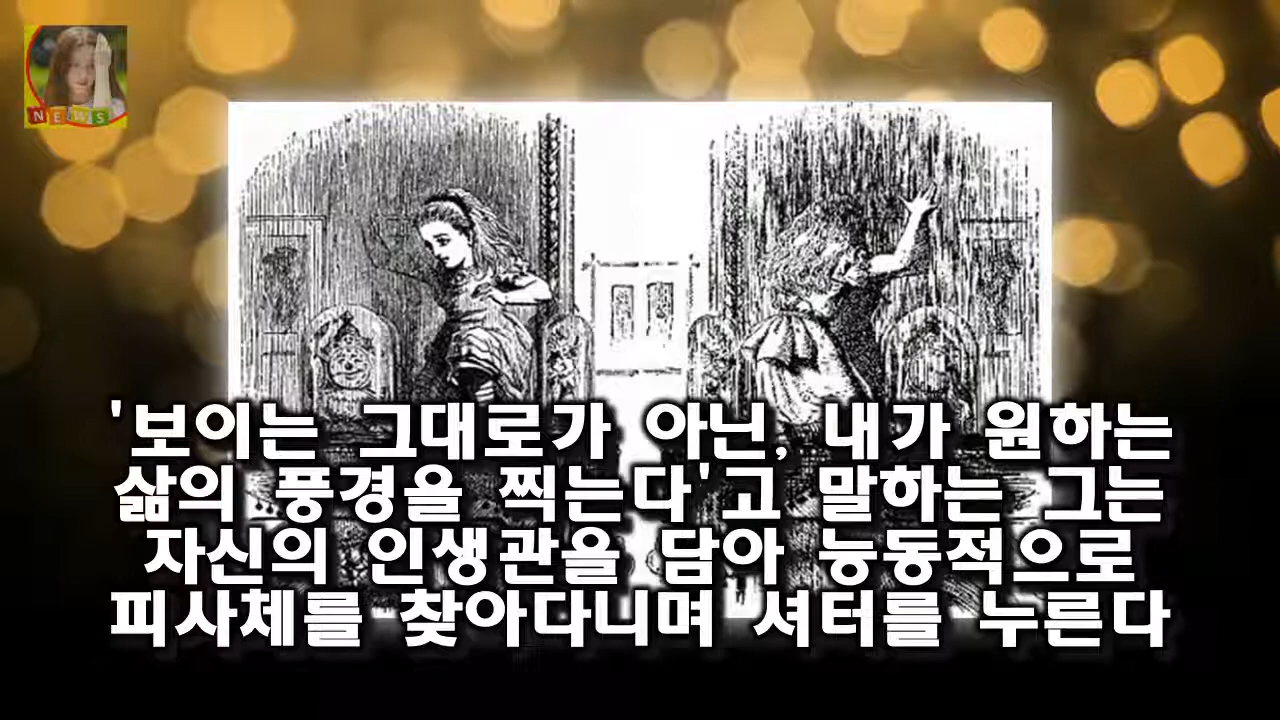 NEWS
'보이는 그대로가 아닌, 내가 원하는
삶의 풍경을 찍는다'고 말하는 그는
자신의 인생관을 담아 능동적으로
피사체를 찾아다니며 셔터를 누른다